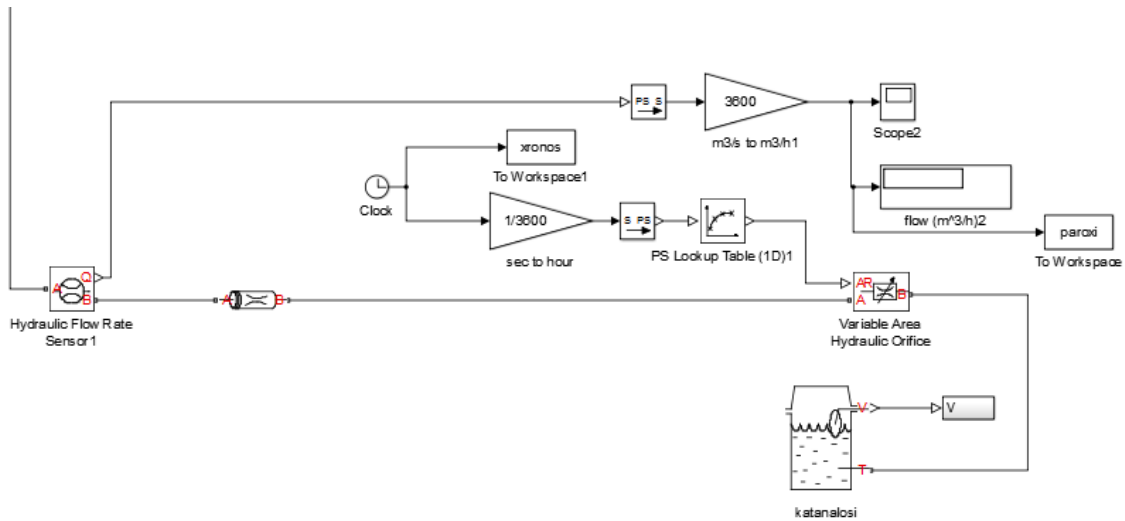 PS S
3600
Scope2
m3/s to m3/h1
xronos
To Workspace1
Clock
1/3600
S PS
flow (m^3/h)2
paroxi
sec to hour
PS Lookup Table (1D)1
To Workspace
Q
A
B
A
B
AR
A
B
Hydraulic Flow Rate
Sensor1
Variable Area
Hydraulic Orifice
V
V
T
katanalosi